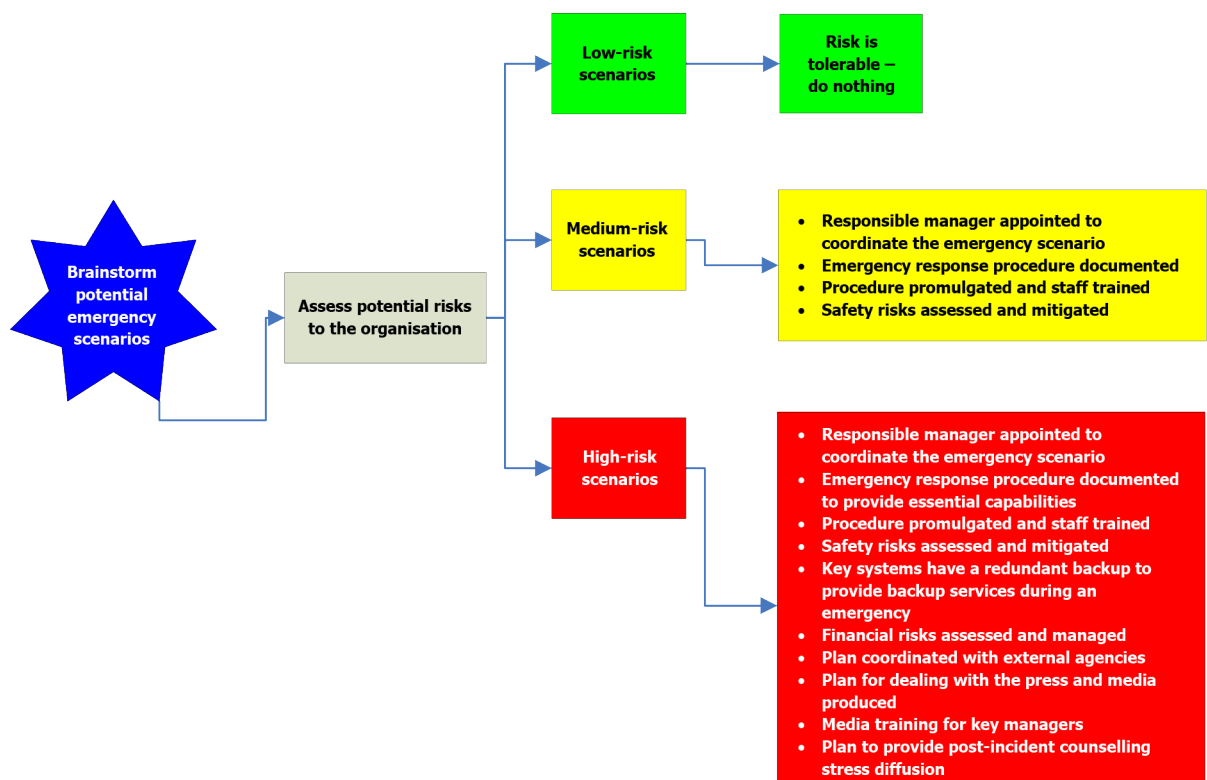 Low-risk
scenarios
Risk is
tolerable –
do nothing
Brainstorm
potential
emergency
scenarios
Assess potential risks
to the organisation
Medium-risk
scenarios
• Responsible manager appointed to
coordinate the emergency scenario
• Emergency response procedure documented
• Procedure promulgated and staff trained
• Safety risks assessed and mitigated
High-risk
scenarios
• Responsible manager appointed to
coordinate the emergency scenario
• Emergency response procedure documented
to provide essential capabilities
• Procedure promulgated and staff trained
• Safety risks assessed and mitigated
• Key systems have a redundant backup to
provide backup services during an
emergency
• Financial risks assessed and managed
• Plan coordinated with external agencies
• Plan for dealing with the press and media
produced
• Media training for key managers
• Plan to provide post-incident counselling
stress diffusion